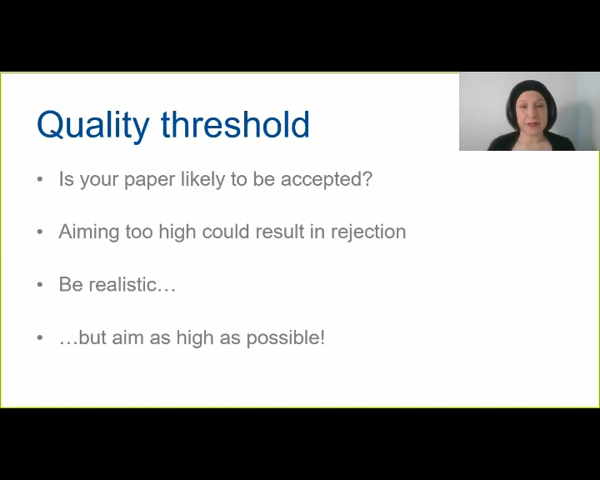 Quality threshold
• Is your paper likely to be accepted?
• Aiming too high could result in rejection
• Be realistic…
• …but aim as high as possible!